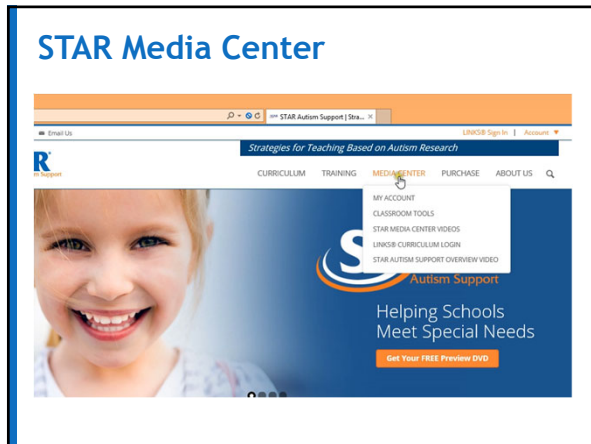 STAR Media Center
STAR Autism Support | Stra...
Email Us
LINKS® Sign In | Account
Strategies for Teaching Based on Autism Research
R
m Support
CURRICULUM TRAINING MEDIA CENTER PURCHASE ABOUT US
MY ACCOUNT
CLASSROOM TOOLS
STAR MEDIA CENTER VIDEOS
LINKS® CURRICULUM LOGIN
STAR AUTISM SUPPORT OVERVIEW VIDEO
S
Autism Support
Helping Schools
Meet Special Needs
Get Your FREE Preview DVD